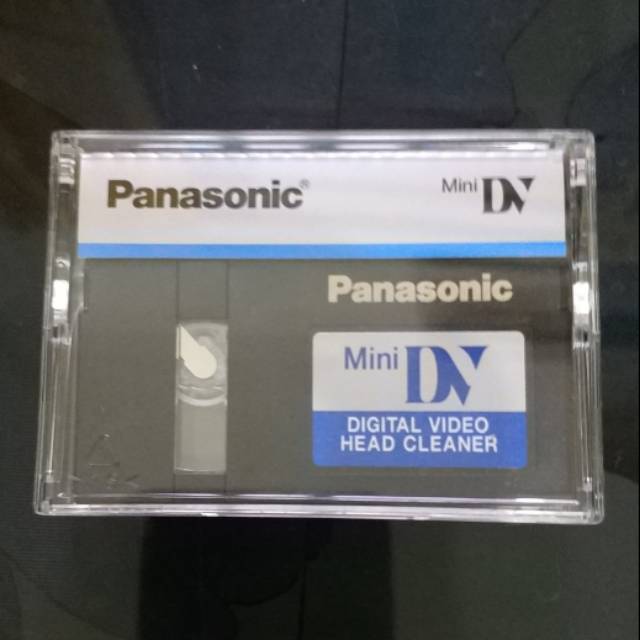 Panasonic®
Mini DV
Panasonic
Mini DV
DIGITAL VIDEO
HEAD CLEANER